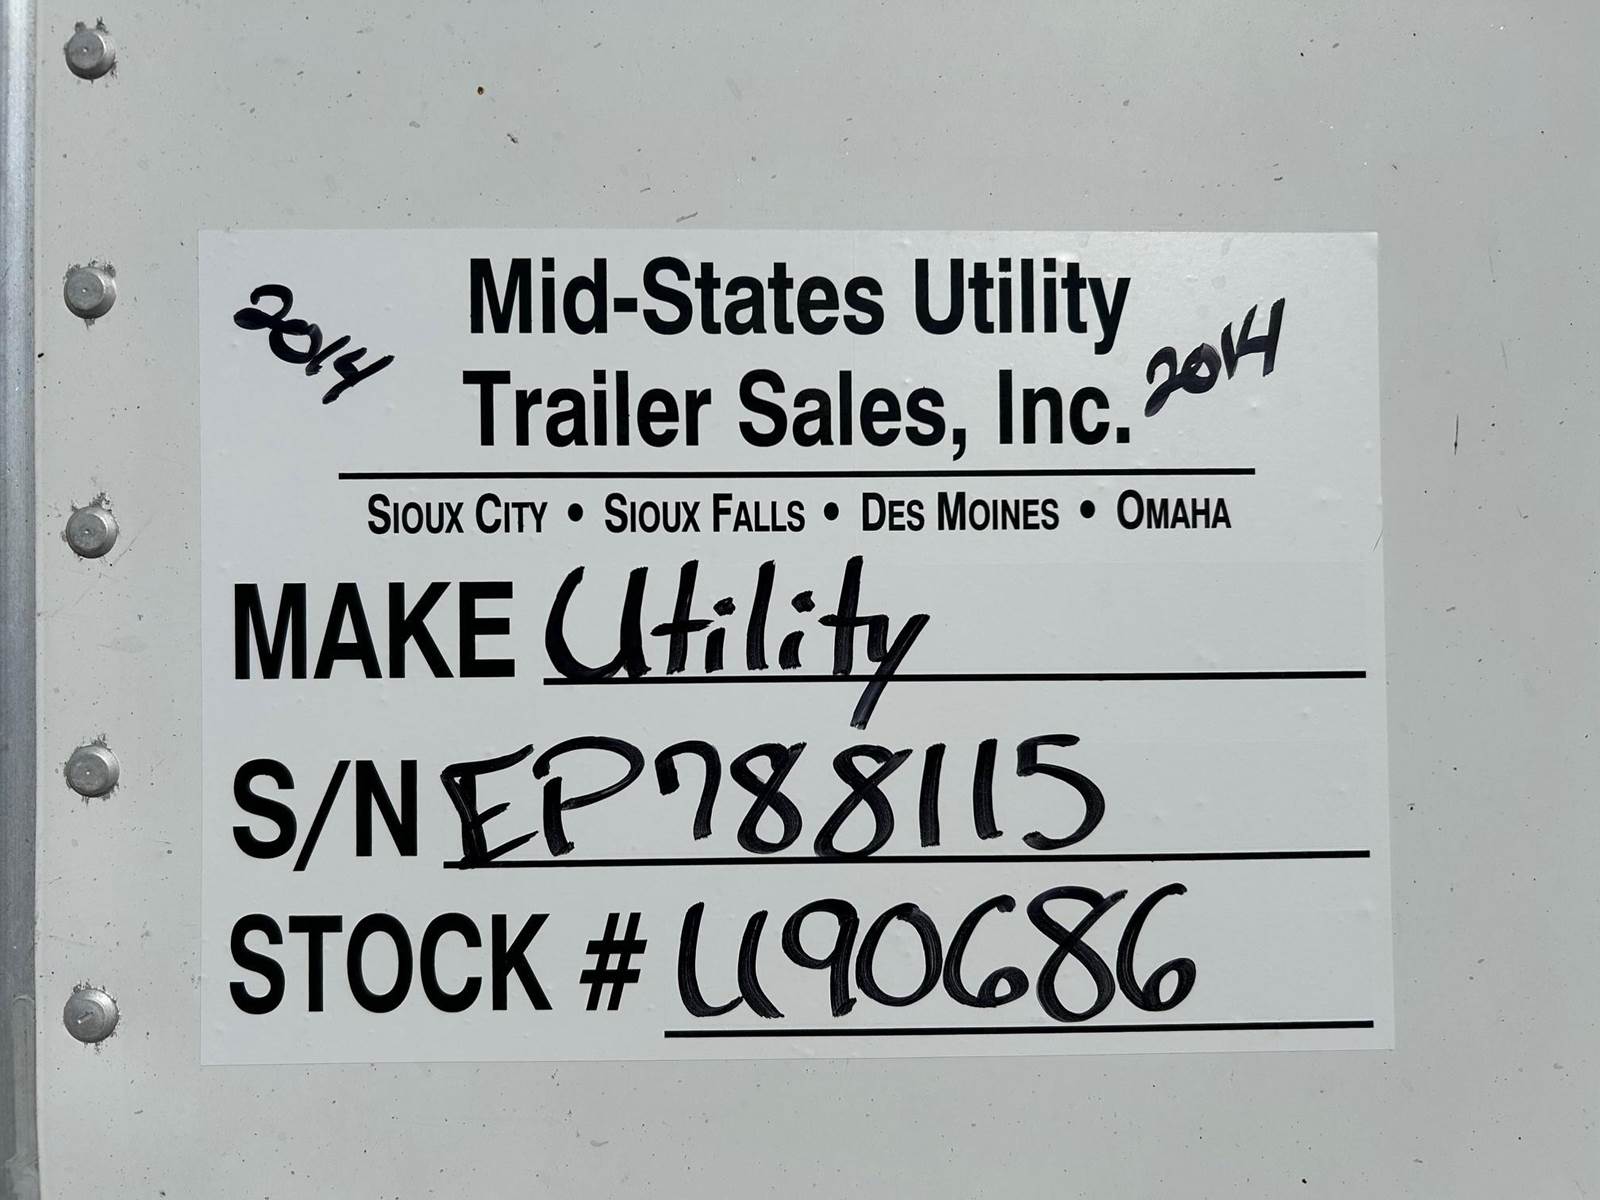 2014
Mid-States Utility
Trailer Sales, Inc.
2014
SIOUX CITY • SIOUX FALLS • DES MOINES • OMAHA
MAKE Utility
S/N EP788115
STOCK # U90686